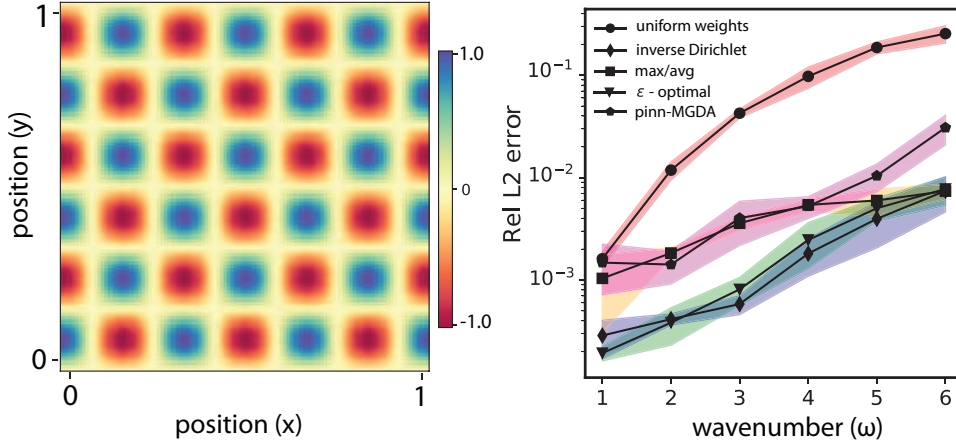 1
position (y)
0
0
1
position (x)
1.0
0
-1.0
uniform weights
inverse Dirichlet
max/avg
ε - optimal
pinn-MGDA
Rel L2 error
10⁻¹
10⁻²
10⁻³
1 2 3 4 5 6
wavenumber (ω)